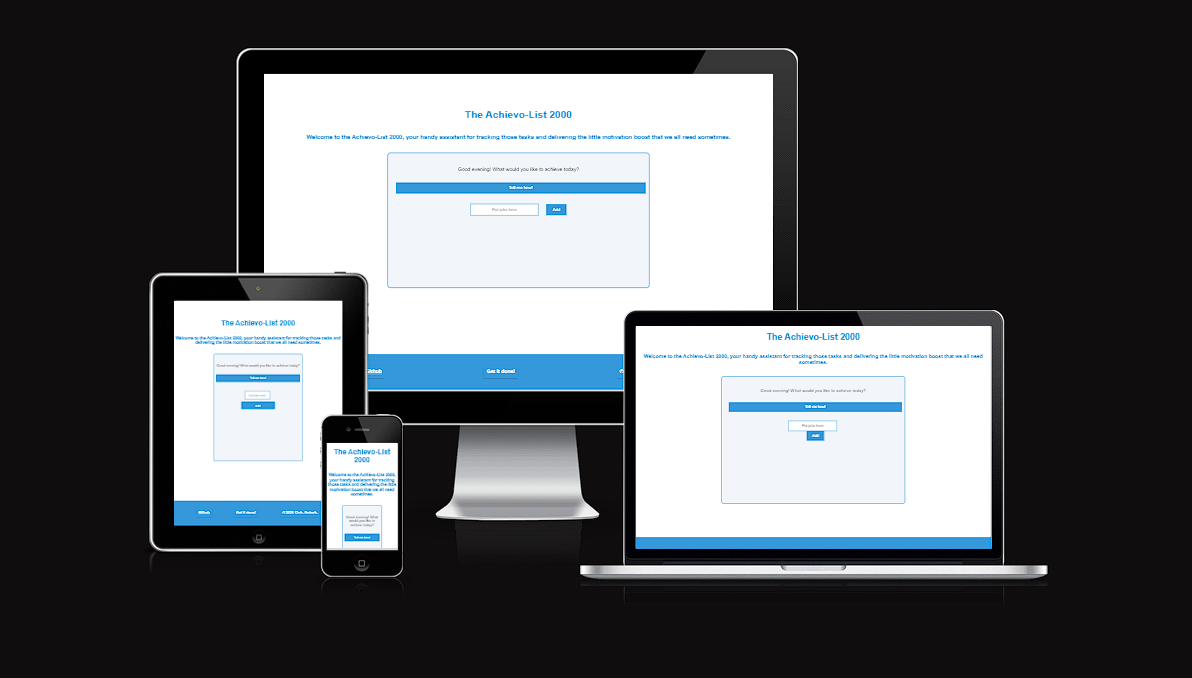 The Achievo-List 2000
Welcome to the Achievo-List 2000, your handy assistant for tracking those tasks and delivering the little motivation boost that we all need sometimes.
Good evening! What would you like to achieve today?
Tell me how!
Put jobs here
Add
Github
Get it done!
The Achievo-List 2000
Welcome to the Achievo-List 2000, your handy assistant for tracking those tasks and
delivering the little motivation boost that we all need sometimes.
Good evening! What would you like to achieve today?
Tell me how!
Add
Github
Get it done!
The Achievo-List
2000
Welcome to the Achievo-List 2000,
your handy assistant for tracking
those tasks and delivering the little
motivation boost that we all need
sometimes.
Good evening! What
would you like to
achieve today?
Tell me how!
The Achievo-List 2000
Welcome to the Achievo-List 2000, your handy assistant for tracking those tasks and delivering the little motivation boost that we all need
sometimes.
Good evening! What would you like to achieve today?
Tell me how!
Put jobs here
Add